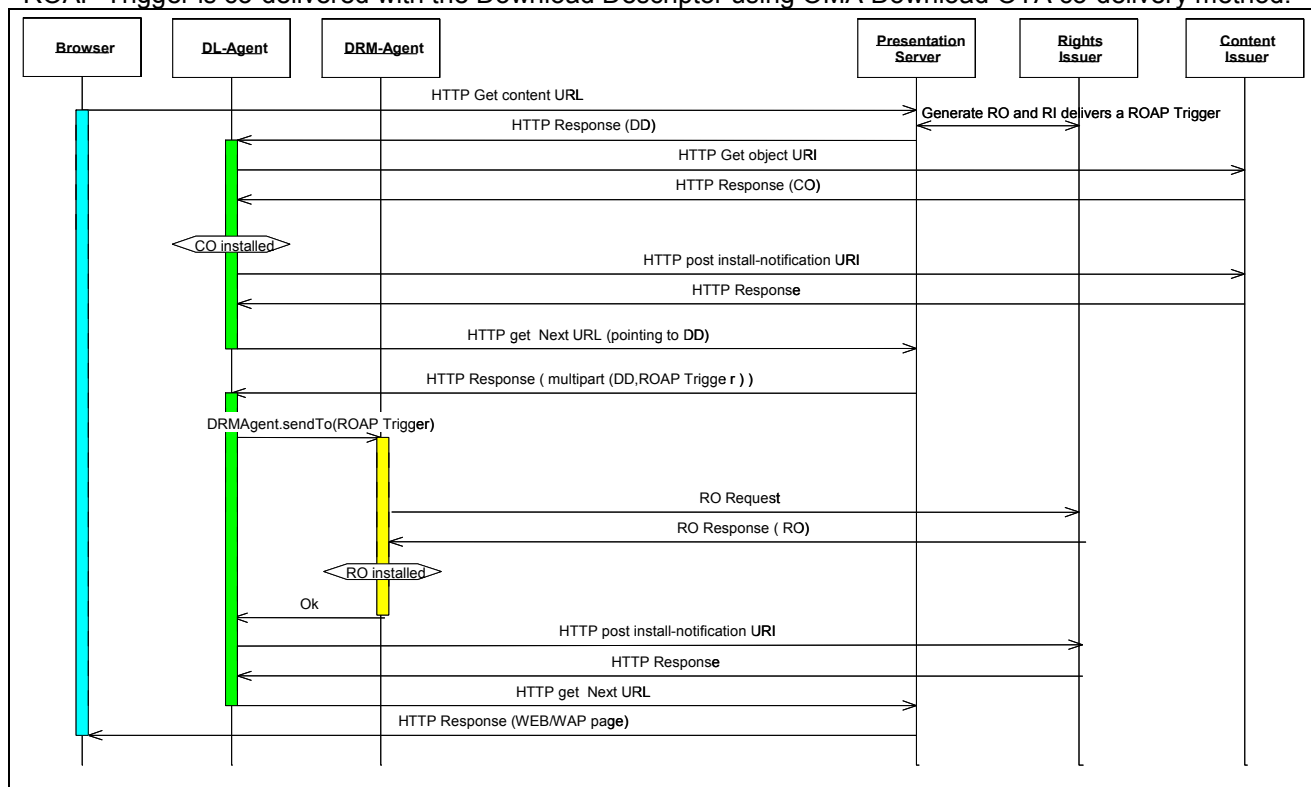 ROAP Trigger is co-delivered with the Download Descriptor using OMA Download OTA co-delivery method.
Browser
DL-Agent
DRM-Agent
Presentation
Server
Rights
Issuer
Content
Issuer
HTTP Get content URL
Generate RO and RI delivers a ROAP Trigger
HTTP Response (DD)
HTTP Get object URI
HTTP Response (CO)
CO installed
HTTP post install-notification URI
HTTP Response
HTTP get Next URL (pointing to DD)
HTTP Response ( multipart (DD,ROAP Trigge r ) )
DRMAgent.sendTo(ROAP Trigger)
RO Request
RO Response ( RO)
RO installed
Ok
HTTP post install-notification URI
HTTP Response
HTTP get Next URL
HTTP Response (WEB/WAP page)